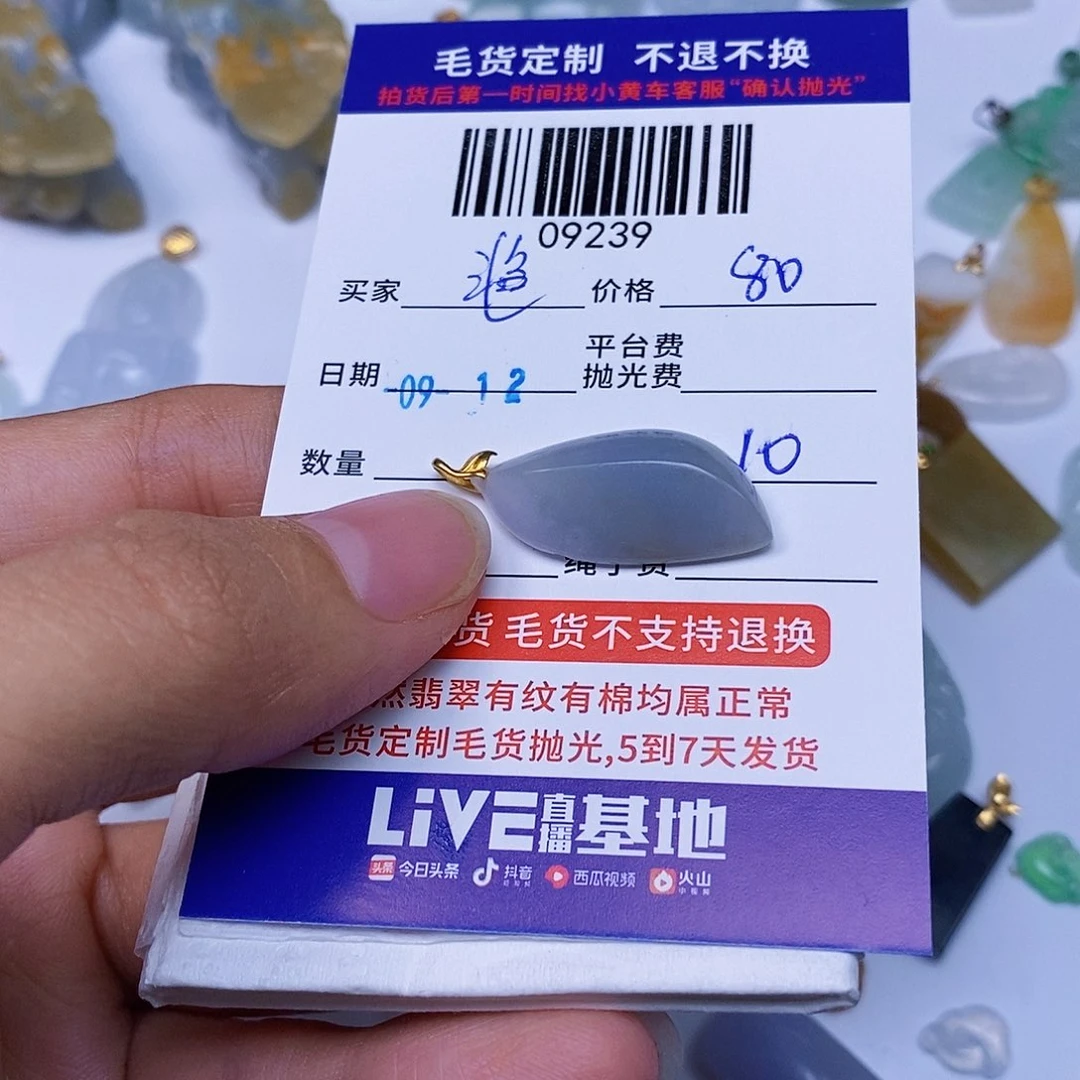 毛货定制 不退不换
拍货后第一时间找小黄车客服“确认抛光”
09239
买家 价格 80
平台费
日期 09 12 抛光费
数量 10
绳子费
货 毛货不支持退换
然翡翠有纹有棉均属正常
毛货定制毛货抛光,5到7天发货
LiVE直播基地
头条 今日头条 抖音 西瓜视频 火山